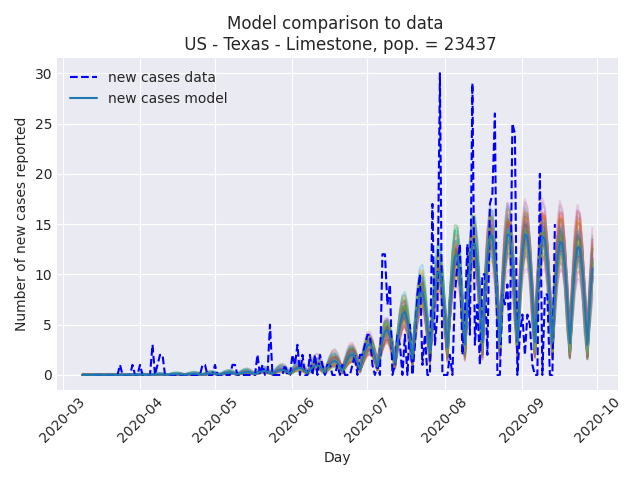 Model comparison to data
US - Texas - Limestone, pop. = 23437
new cases data
new cases model
Number of new cases reported
30
25
20
15
10
5
0
2020-03
2020-04
2020-05
2020-06
2020-07
2020-08
2020-09
2020-10
Day